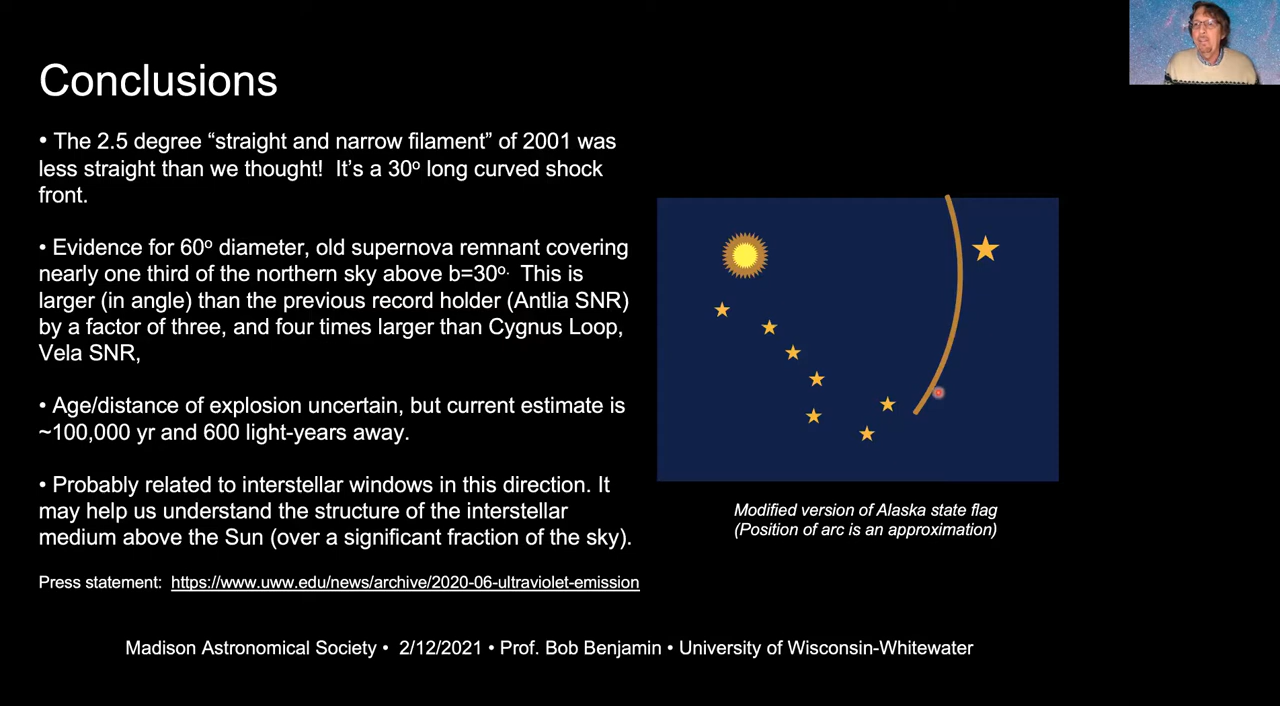 Conclusions
• The 2.5 degree “straight and narrow filament” of 2001 was
less straight than we thought! It’s a 30º long curved shock
front.
• Evidence for 60º diameter, old supernova remnant covering
nearly one third of the northern sky above b=30º. This is
larger (in angle) than the previous record holder (Antlia SNR)
by a factor of three, and four times larger than Cygnus Loop,
Vela SNR,
• Age/distance of explosion uncertain, but current estimate is
~100,000 yr and 600 light-years away.
• Probably related to interstellar windows in this direction. It
may help us understand the structure of the interstellar
medium above the Sun (over a significant fraction of the sky).
Press statement: https://www.uww.edu/news/archive/2020-06-ultraviolet-emission
Modified version of Alaska state flag
(Position of arc is an approximation)
Madison Astronomical Society • 2/12/2021 • Prof. Bob Benjamin • University of Wisconsin-Whitewater